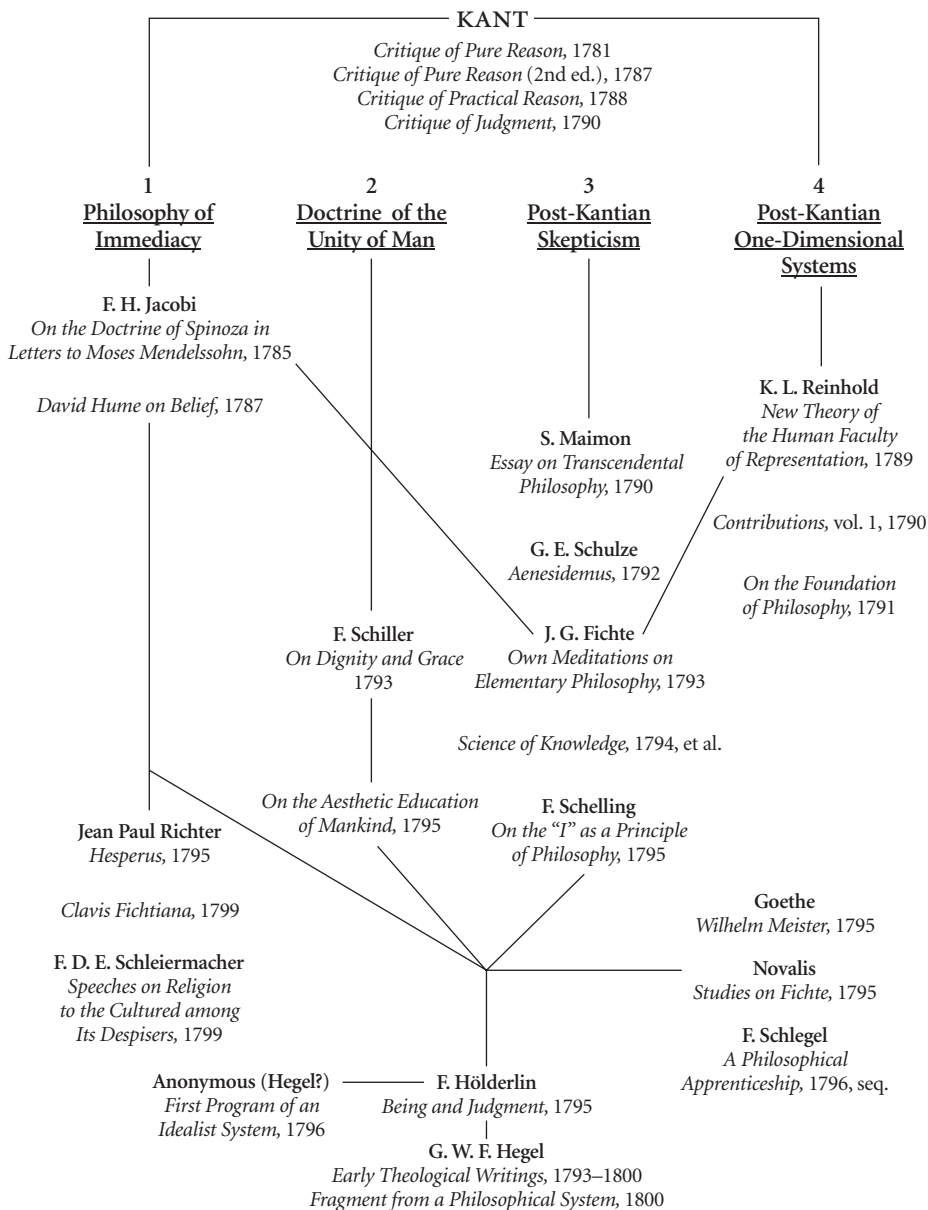 KANT
Critique of Pure Reason, 1781
Critique of Pure Reason (2nd ed.), 1787
Critique of Practical Reason, 1788
Critique of Judgment, 1790
1
Philosophy of
Immediacy
2
Doctrine of the
Unity of Man
3
Post-Kantian
Skepticism
4
Post-Kantian
One-Dimensional
Systems
F. H. Jacobi
On the Doctrine of Spinoza in
Letters to Moses Mendelssohn, 1785
David Hume on Belief, 1787
K. L. Reinhold
New Theory of
the Human Faculty
of Representation, 1789
Contributions, vol. 1, 1790
On the Foundation
of Philosophy, 1791
S. Maimon
Essay on Transcendental
Philosophy, 1790
G. E. Schulze
Aenesidemus, 1792
F. Schiller
On Dignity and Grace
1793
J. G. Fichte
Own Meditations on
Elementary Philosophy, 1793
Science of Knowledge, 1794, et al.
On the Aesthetic Education
of Mankind, 1795
F. Schelling
On the “I” as a Principle
of Philosophy, 1795
Jean Paul Richter
Hesperus, 1795
Clavis Fichtiana, 1799
F. D. E. Schleiermacher
Speeches on Religion
to the Cultured among
Its Despisers, 1799
Goethe
Wilhelm Meister, 1795
Novalis
Studies on Fichte, 1795
F. Schlegel
A Philosophical
Apprenticeship, 1796, seq.
Anonymous (Hegel?)
First Program of an
Idealist System, 1796
F. Hölderlin
Being and Judgment, 1795
G. W. F. Hegel
Early Theological Writings, 1793–1800
Fragment from a Philosophical System, 1800